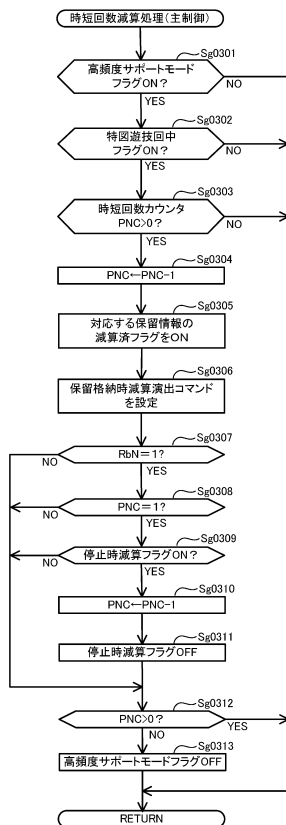 時短回数減算処理(主制御)
Sg0301
高頻度サポートモード
フラグON?
NO
YES
Sg0302
特図遊技回中
フラグON?
NO
YES
Sg0303
時短回数カウンタ
PNC>0?
NO
YES
Sg0304
PNC←PNC-1
Sg0305
対応する保留情報の
減算済フラグをON
Sg0306
保留格納時減算演出コマンド
を設定
Sg0307
RbN=1?
NO
YES
Sg0308
PNC=1?
NO
YES
Sg0309
停止時減算フラグON?
NO
YES
Sg0310
PNC←PNC-1
Sg0311
停止時減算フラグOFF
Sg0312
PNC>0?
YES
NO
Sg0313
高頻度サポートモードフラグOFF
RETURN